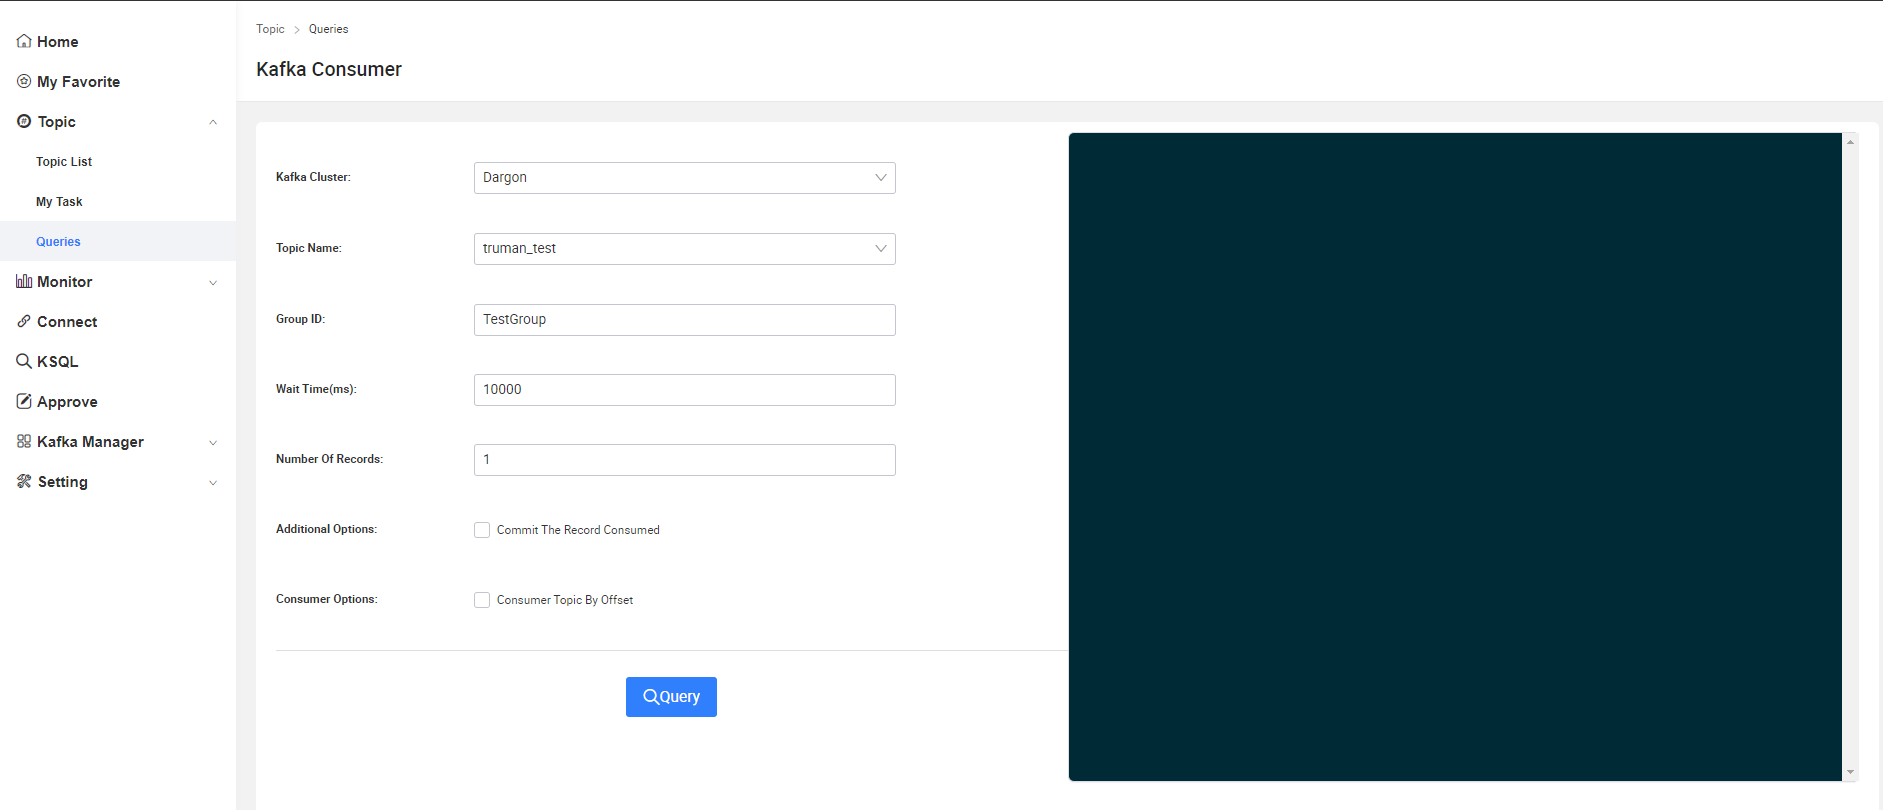 Home
My Favorite
Topic
Topic List
My Task
Queries
Monitor
Connect
KSQL
Approve
Kafka Manager
Setting
Topic > Queries
Kafka Consumer
Kafka Cluster: Dargon
Topic Name: truman_test
Group ID: TestGroup
Wait Time(ms): 10000
Number Of Records: 1
Additional Options: Commit The Record Consumed
Consumer Options: Consumer Topic By Offset
Query